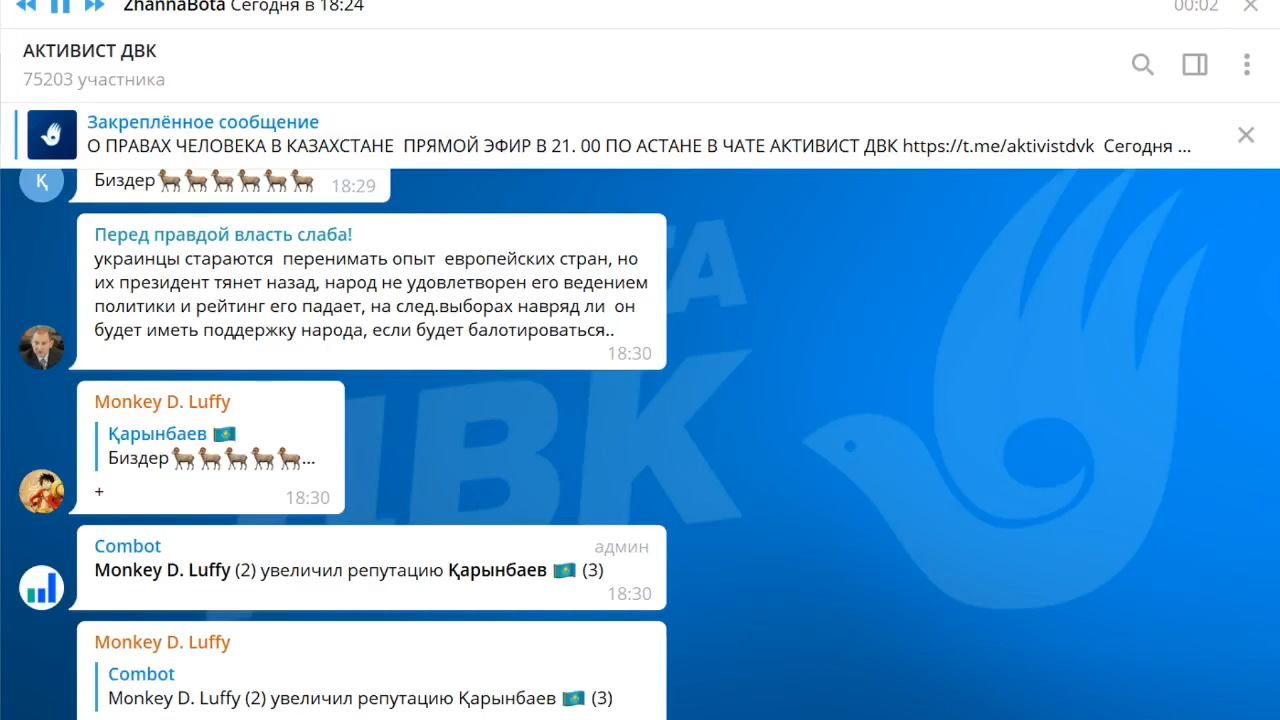 ZhannaBota Сегодня в 18:24
00:02
АКТИВИСТ ДВК
75203 участника
Закреплённое сообщение
О ПРАВАХ ЧЕЛОВЕКА В КАЗАХСТАНЕ ПРЯМОЙ ЭФИР В 21. 00 ПО АСТАНЕ В ЧАТЕ АКТИВИСТ ДВК https://t.me/aktivistdvk Сегодня ...
Қ
Биздер🐏🐏🐏🐏🐏🐏 18:29
Перед правдой власть слаба!
украинцы стараются перенимать опыт европейских стран, но
их президент тянет назад, народ не удовлетворен его ведением
политики и рейтинг его падает, на след.выборах навряд ли он
будет иметь поддержку народа, если будет балотироваться..
18:30
Monkey D. Luffy
Қарынбаев 🇰🇿
Биздер🐏🐏🐏🐏🐏...
+
18:30
Combot админ
Monkey D. Luffy (2) увеличил репутацию Қарынбаев 🇰🇿 (3)
18:30
Monkey D. Luffy
Combot
Monkey D. Luffy (2) увеличил репутацию Қарынбаев 🇰🇿 (3)
ДВК